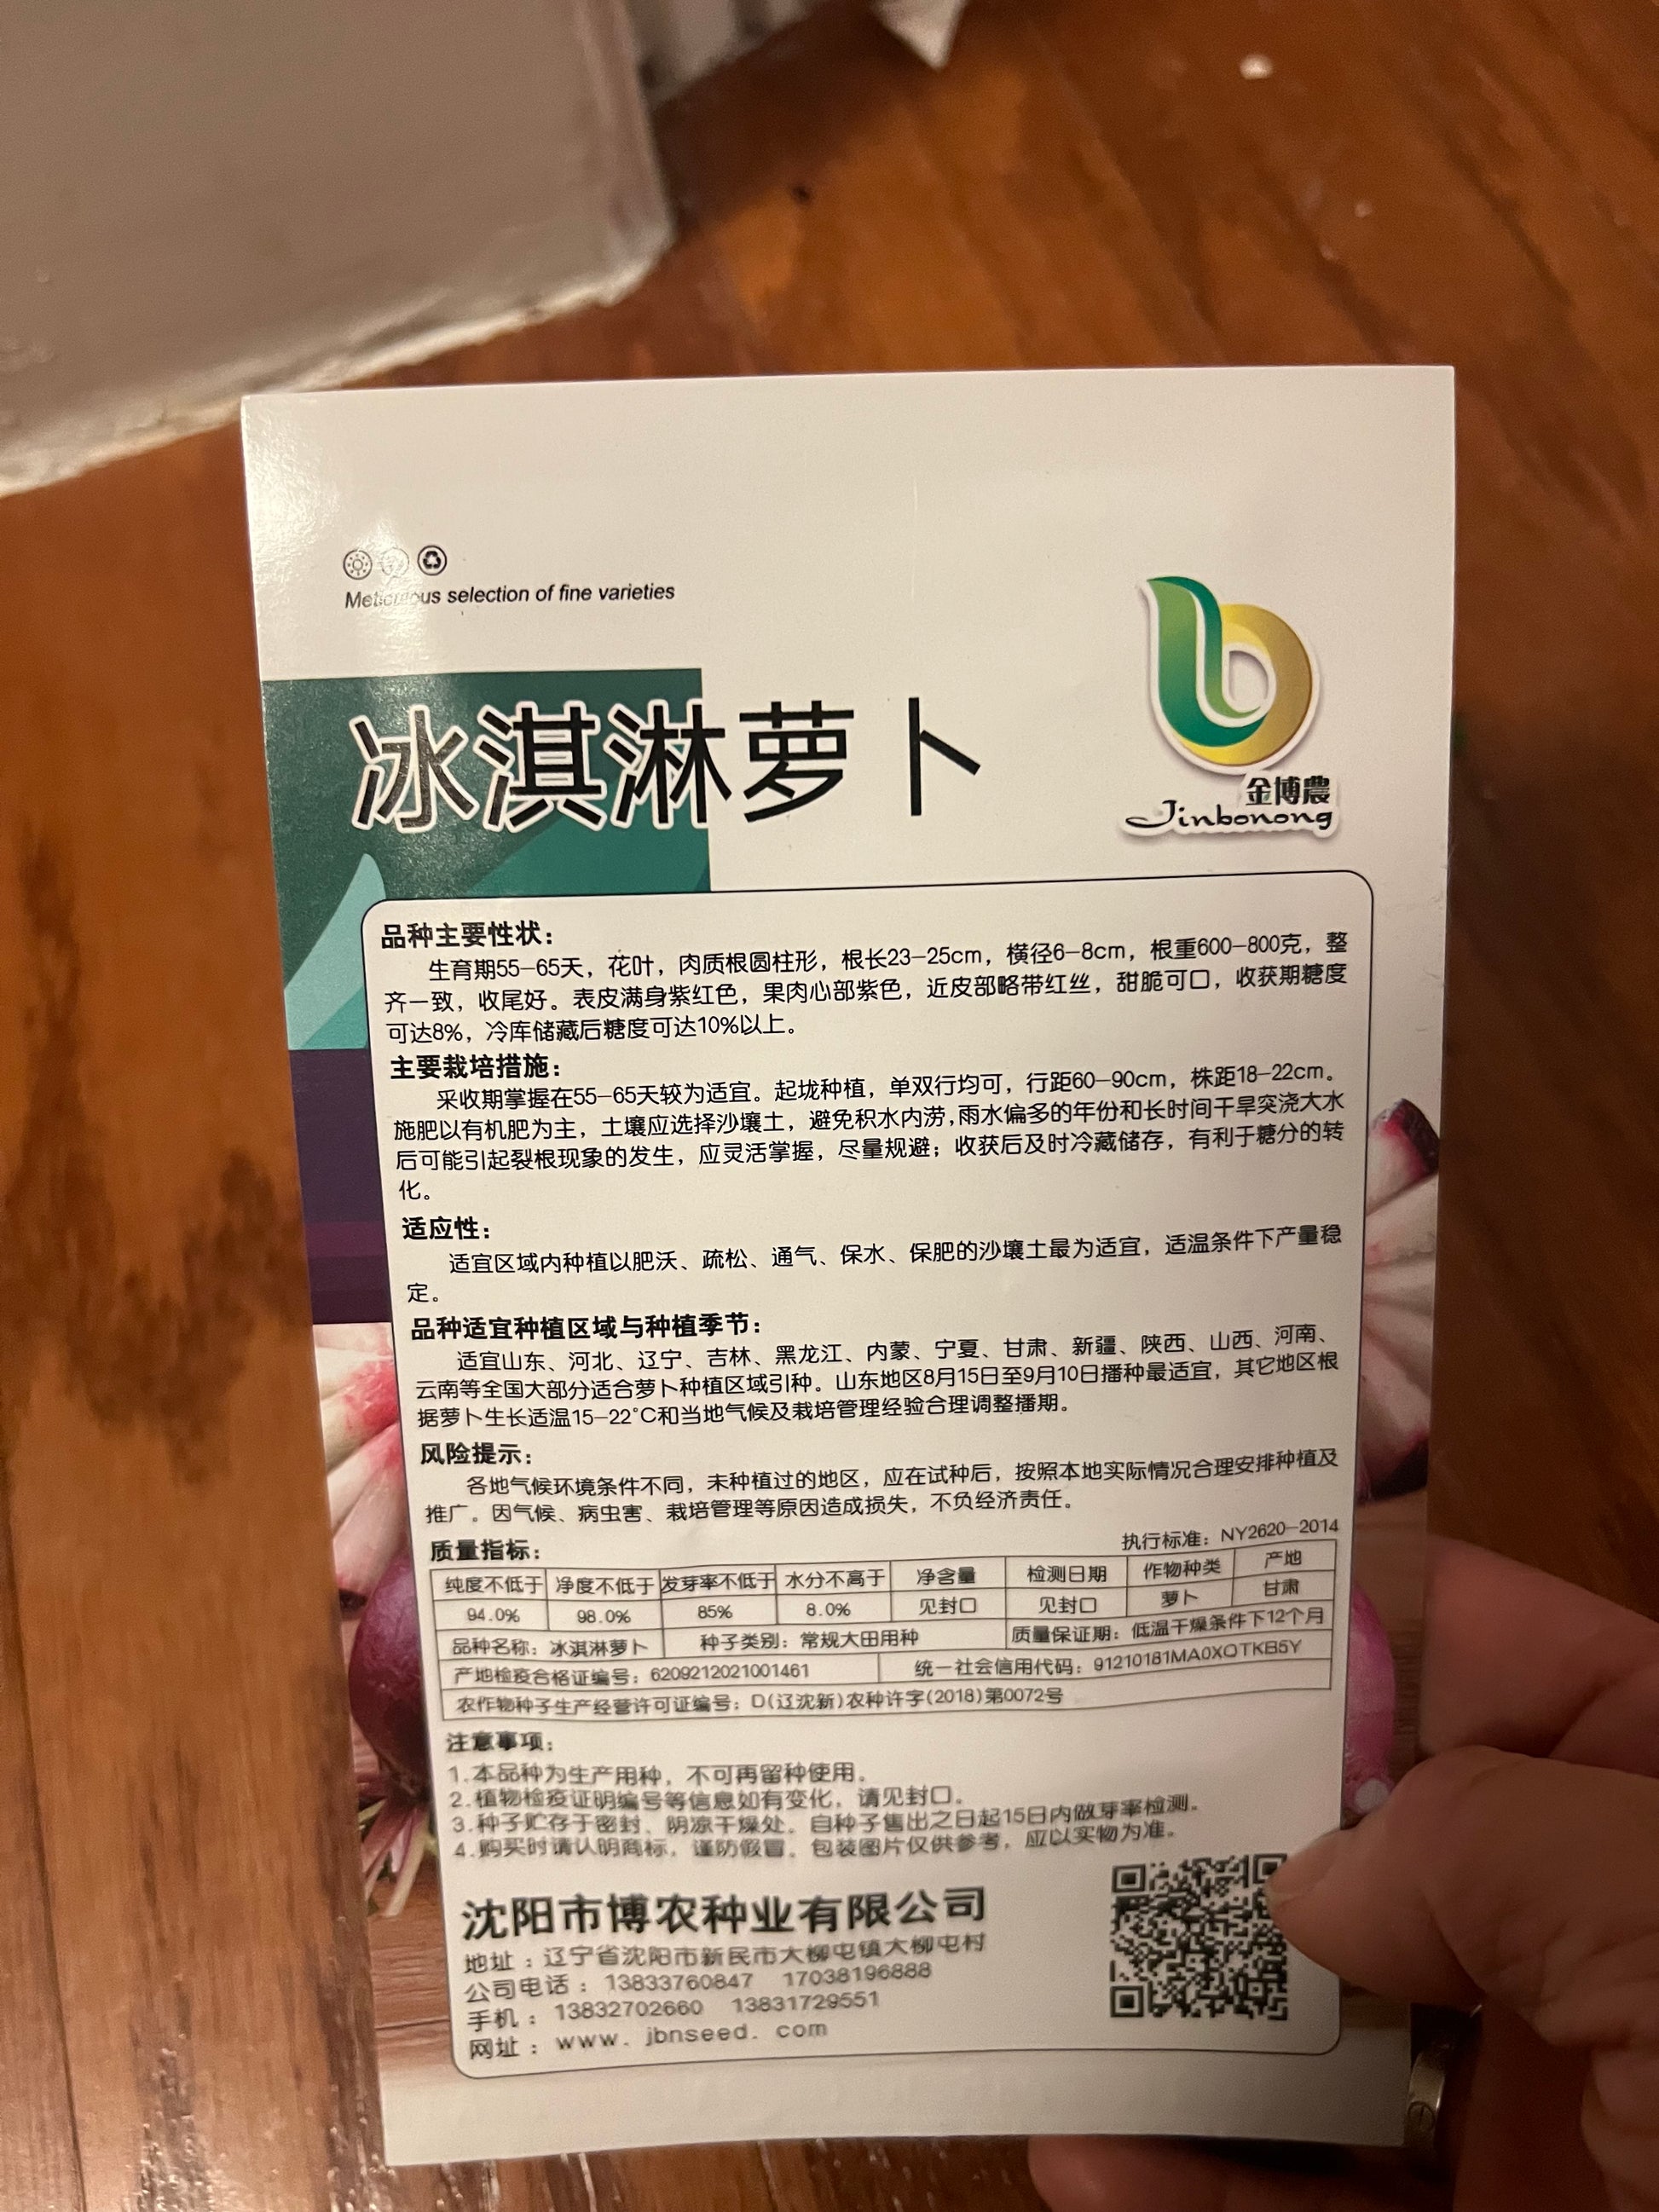 Meticulous selection of fine varieties
冰淇淋萝卜
金博農
Jinbonong
品种主要性状：
生育期55-65天，花叶，肉质根圆柱形，根长23-25cm，横径6-8cm，根重600-800克，整
齐一致，收尾好。表皮满身紫红色，果肉心部紫色，近皮部略带红丝，甜脆可口，收获期糖度
可达8%，冷库储藏后糖度可达10%以上。
主要栽培措施：
采收期掌握在55-65天较为适宜。起垅种植，单双行均可，行距60-90cm，株距18-22cm。
施肥以有机肥为主，土壤应选择沙壤土，避免积水内涝,雨水偏多的年份和长时间干旱突浇大水
后可能引起裂根现象的发生，应灵活掌握，尽量规避；收获后及时冷藏储存，有利于糖分的转
化。
适应性：
适宜区域内种植以肥沃、疏松、通气、保水、保肥的沙壤土最为适宜，适温条件下产量稳
定。
品种适宜种植区域与种植季节：
适宜山东、河北、辽宁、吉林、黑龙江、内蒙、宁夏、甘肃、新疆、陕西、山西、河南、
云南等全国大部分适合萝卜种植区域引种。山东地区8月15日至9月10日播种最适宜，其它地区根
据萝卜生长适温15-22°C和当地气候及栽培管理经验合理调整播期。
风险提示：
各地气候环境条件不同，未种植过的地区，应在试种后，按照本地实际情况合理安排种植及
推广。因气候、病虫害、栽培管理等原因造成损失，不负经济责任。
质量指标： 执行标准：NY2620-2014
纯度不低于 净度不低于 发芽率不低于 水分不高于 净含量 检测日期 作物种类 产地
94.0% 98.0% 85% 8.0% 见封口 见封口 萝卜 甘肃
品种名称：冰淇淋萝卜 种子类别：常规大田用种 质量保证期：低温干燥条件下12个月
产地检疫合格证编号：6209212021001461 统一社会信用代码：91210181MA0XQTKB5Y
农作物种子生产经营许可证编号：D(辽沈新)农种许字(2018)第0072号
注意事项：
1.本品种为生产用种，不可再留种使用。
2.植物检疫证明编号等信息如有变化，请见封口。
3.种子贮存于密封、阴凉干燥处。自种子售出之日起15日内做芽率检测。
4.购买时请认明商标，谨防假冒。包装图片仅供参考，应以实物为准。
沈阳市博农种业有限公司
地址：辽宁省沈阳市新民市大柳屯镇大柳屯村
公司电话：13833760847 17038196888
手机：13832702660 13831729551
网址：www．jbnseed．com